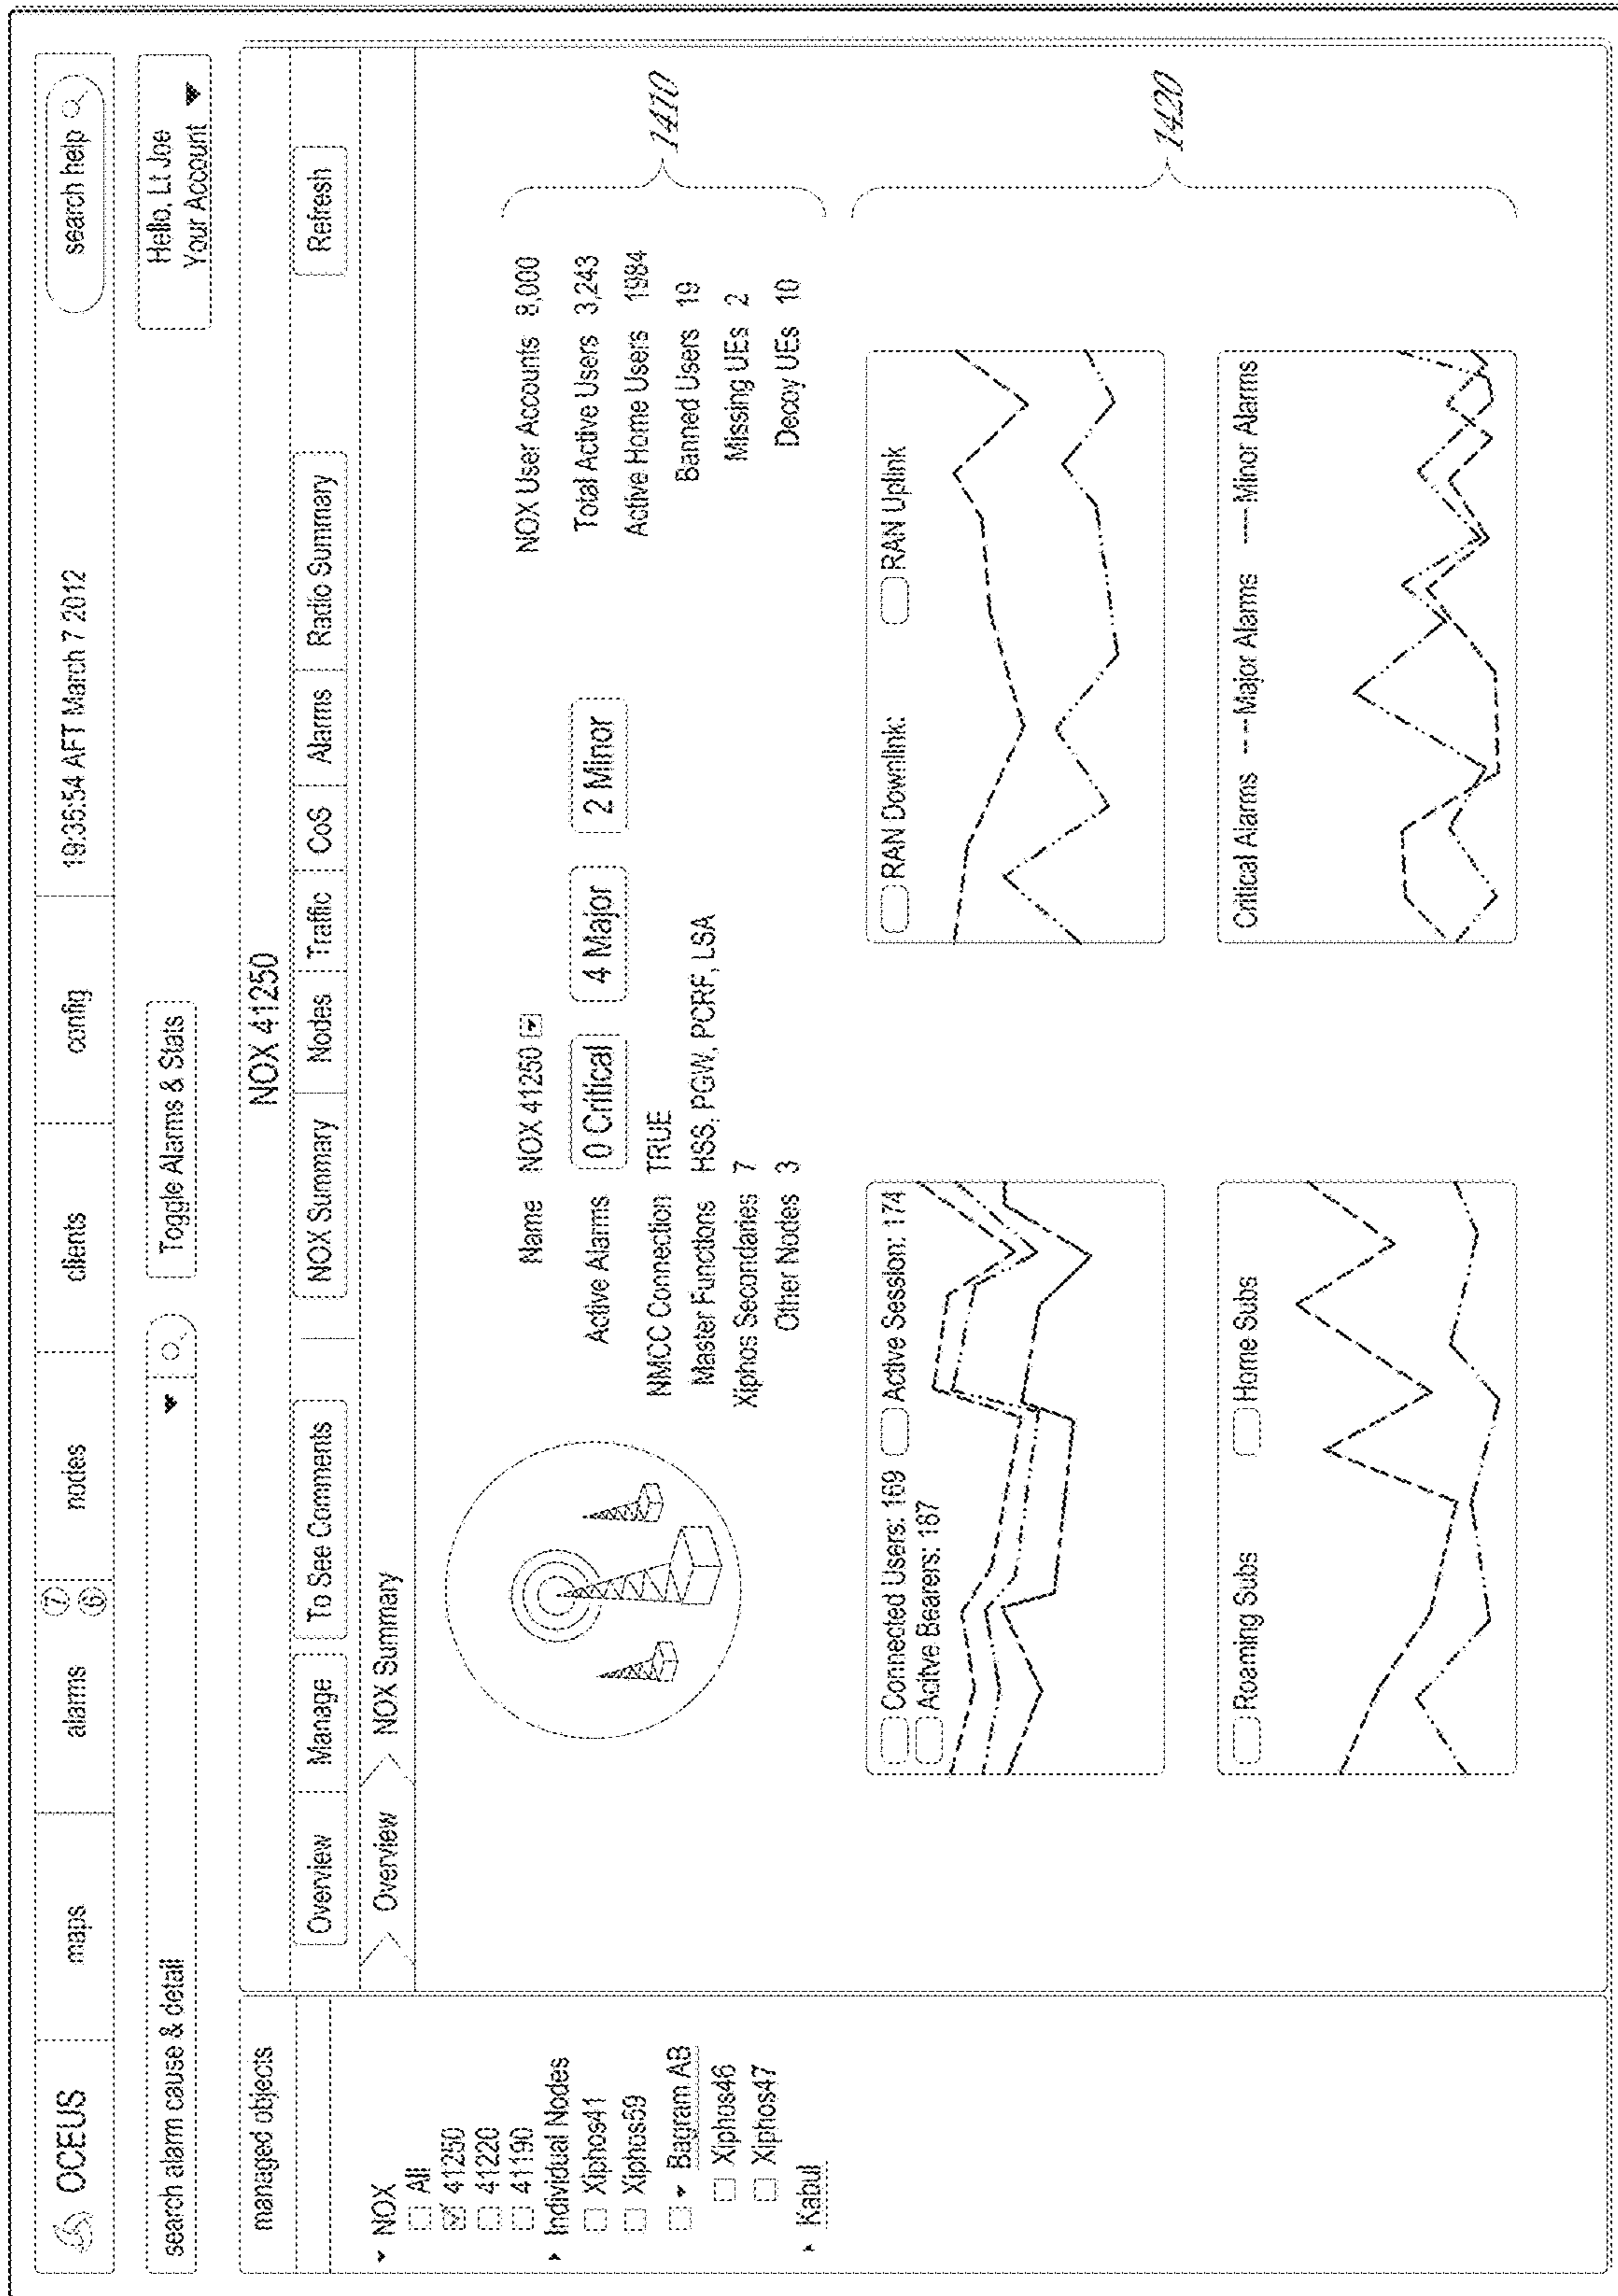 OCEUS
maps
alarms
7
6
nodes
clients
config
19:35:54 AFT March 7 2012
search help
search alarm cause & detail
Toggle Alarms & Stats
Hello, Lt Joe
Your Account
managed objects
NOX
All
41250
41220
41190
Individual Nodes
Xiphos41
Xiphos59
Bagram AB
Xiphos46
Xiphos47
Kabul
NOX 41250
Overview
Manage
To See Comments
NOX Summary
Nodes
Traffic
CoS
Alarms
Radio Summary
Refresh
Overview
NOX Summary
Name NOX 41250
Active Alarms 0 Critical 4 Major 2 Minor
NMCC Connection TRUE
Master Functions HSS, PGW, PCRF, LSA
Xiphos Secondaries 7
Other Nodes 3
NOX User Accounts 8,000
Total Active Users 3,243
Active Home Users 1984
Banned Users 19
Missing UEs 2
Decoy UEs 10
1410
Connected Users: 169 Active Session: 174
Acitve Bearers: 187
RAN Downlink: RAN Uplink
Roaming Subs Home Subs
Critical Alarms ---Major Alarms ----Minor Alarms
1420